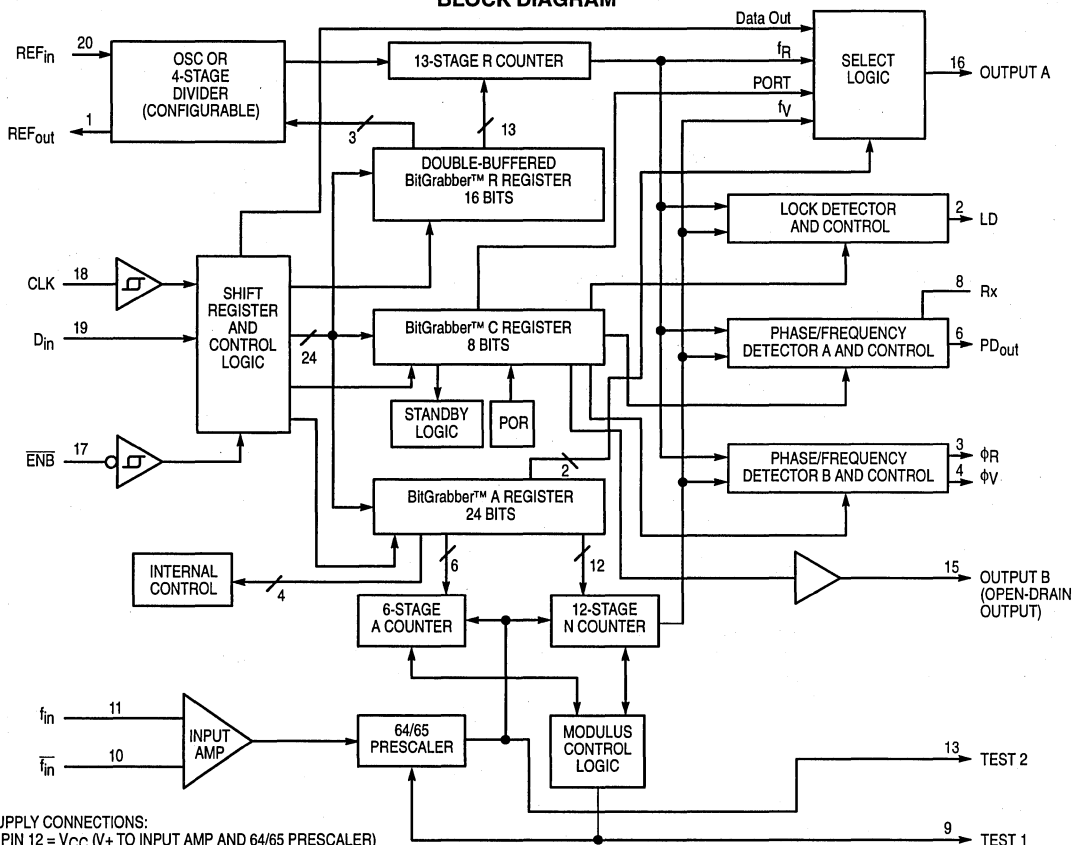 BLOCK DIAGRAM
REFin
20
OSC OR
4-STAGE
DIVIDER
(CONFIGURABLE)
REFout
1
13-STAGE R COUNTER
3
13
DOUBLE-BUFFERED
BitGrabber™ R REGISTER
16 BITS
Data Out
fR
PORT
fV
SELECT
LOGIC
16
OUTPUT A
LOCK DETECTOR
AND CONTROL
2
LD
CLK
18
Din
19
SHIFT
REGISTER
AND
CONTROL
LOGIC
24
BitGrabber™ C REGISTER
8 BITS
8
Rx
PHASE/FREQUENCY
DETECTOR A AND CONTROL
6
PDout
STANDBY
LOGIC
POR
ENB
17
2
PHASE/FREQUENCY
DETECTOR B AND CONTROL
3
ϕR
4
ϕV
BitGrabber™ A REGISTER
24 BITS
INTERNAL
CONTROL
4
6
12
15
OUTPUT B
(OPEN-DRAIN
OUTPUT)
6-STAGE
A COUNTER
12-STAGE
N COUNTER
fin
11
fin
10
INPUT
AMP
64/65
PRESCALER
MODULUS
CONTROL
LOGIC
13
TEST 2
9
TEST 1
UPPLY CONNECTIONS:
PIN 12 = VCC (V+ TO INPUT AMP AND 64/65 PRESCALER)